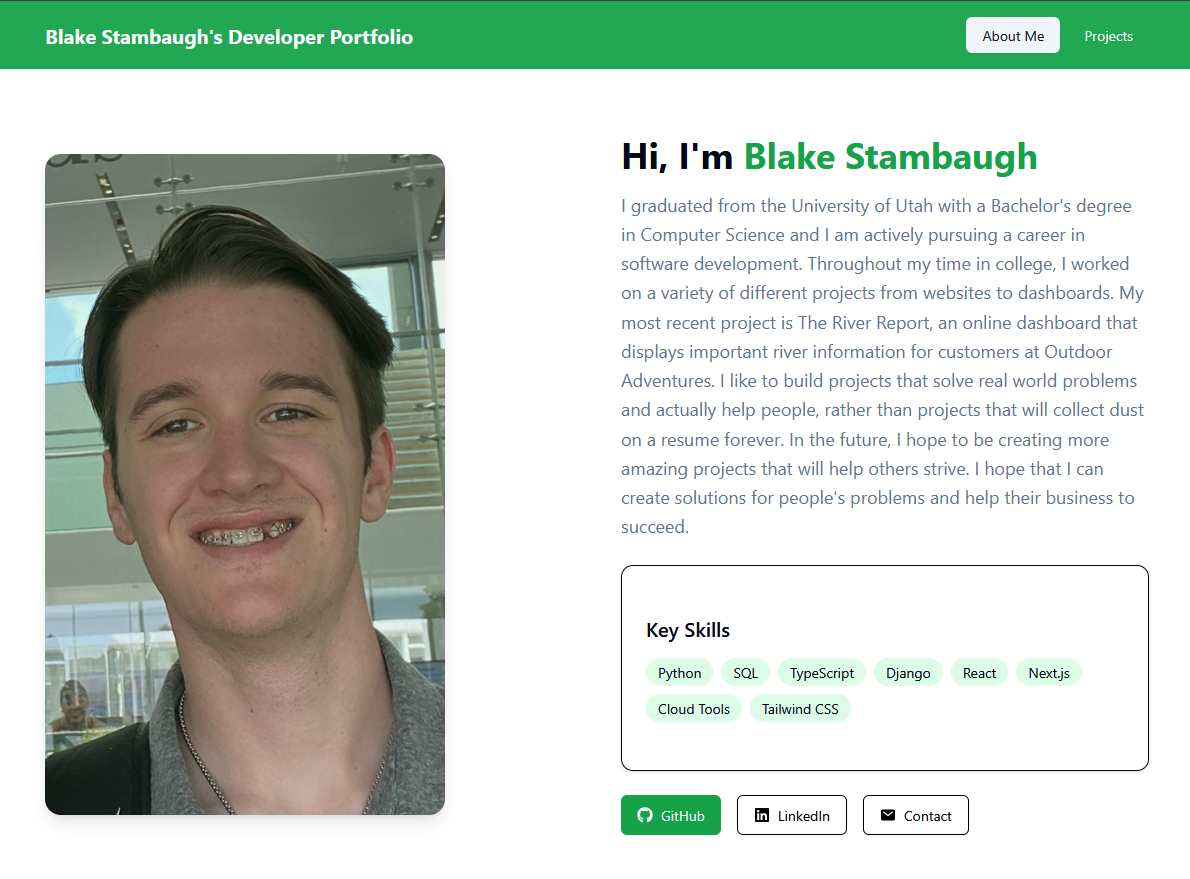 Blake Stambaugh's Developer Portfolio
About Me
Projects
Hi, I'm Blake Stambaugh
I graduated from the University of Utah with a Bachelor's degree
in Computer Science and I am actively pursuing a career in
software development. Throughout my time in college, I worked
on a variety of different projects from websites to dashboards. My
most recent project is The River Report, an online dashboard that
displays important river information for customers at Outdoor
Adventures. I like to build projects that solve real world problems
and actually help people, rather than projects that will collect dust
on a resume forever. In the future, I hope to be creating more
amazing projects that will help others strive. I hope that I can
create solutions for people's problems and help their business to
succeed.
Key Skills
Python
SQL
TypeScript
Django
React
Next.js
Cloud Tools
Tailwind CSS
GitHub
LinkedIn
Contact